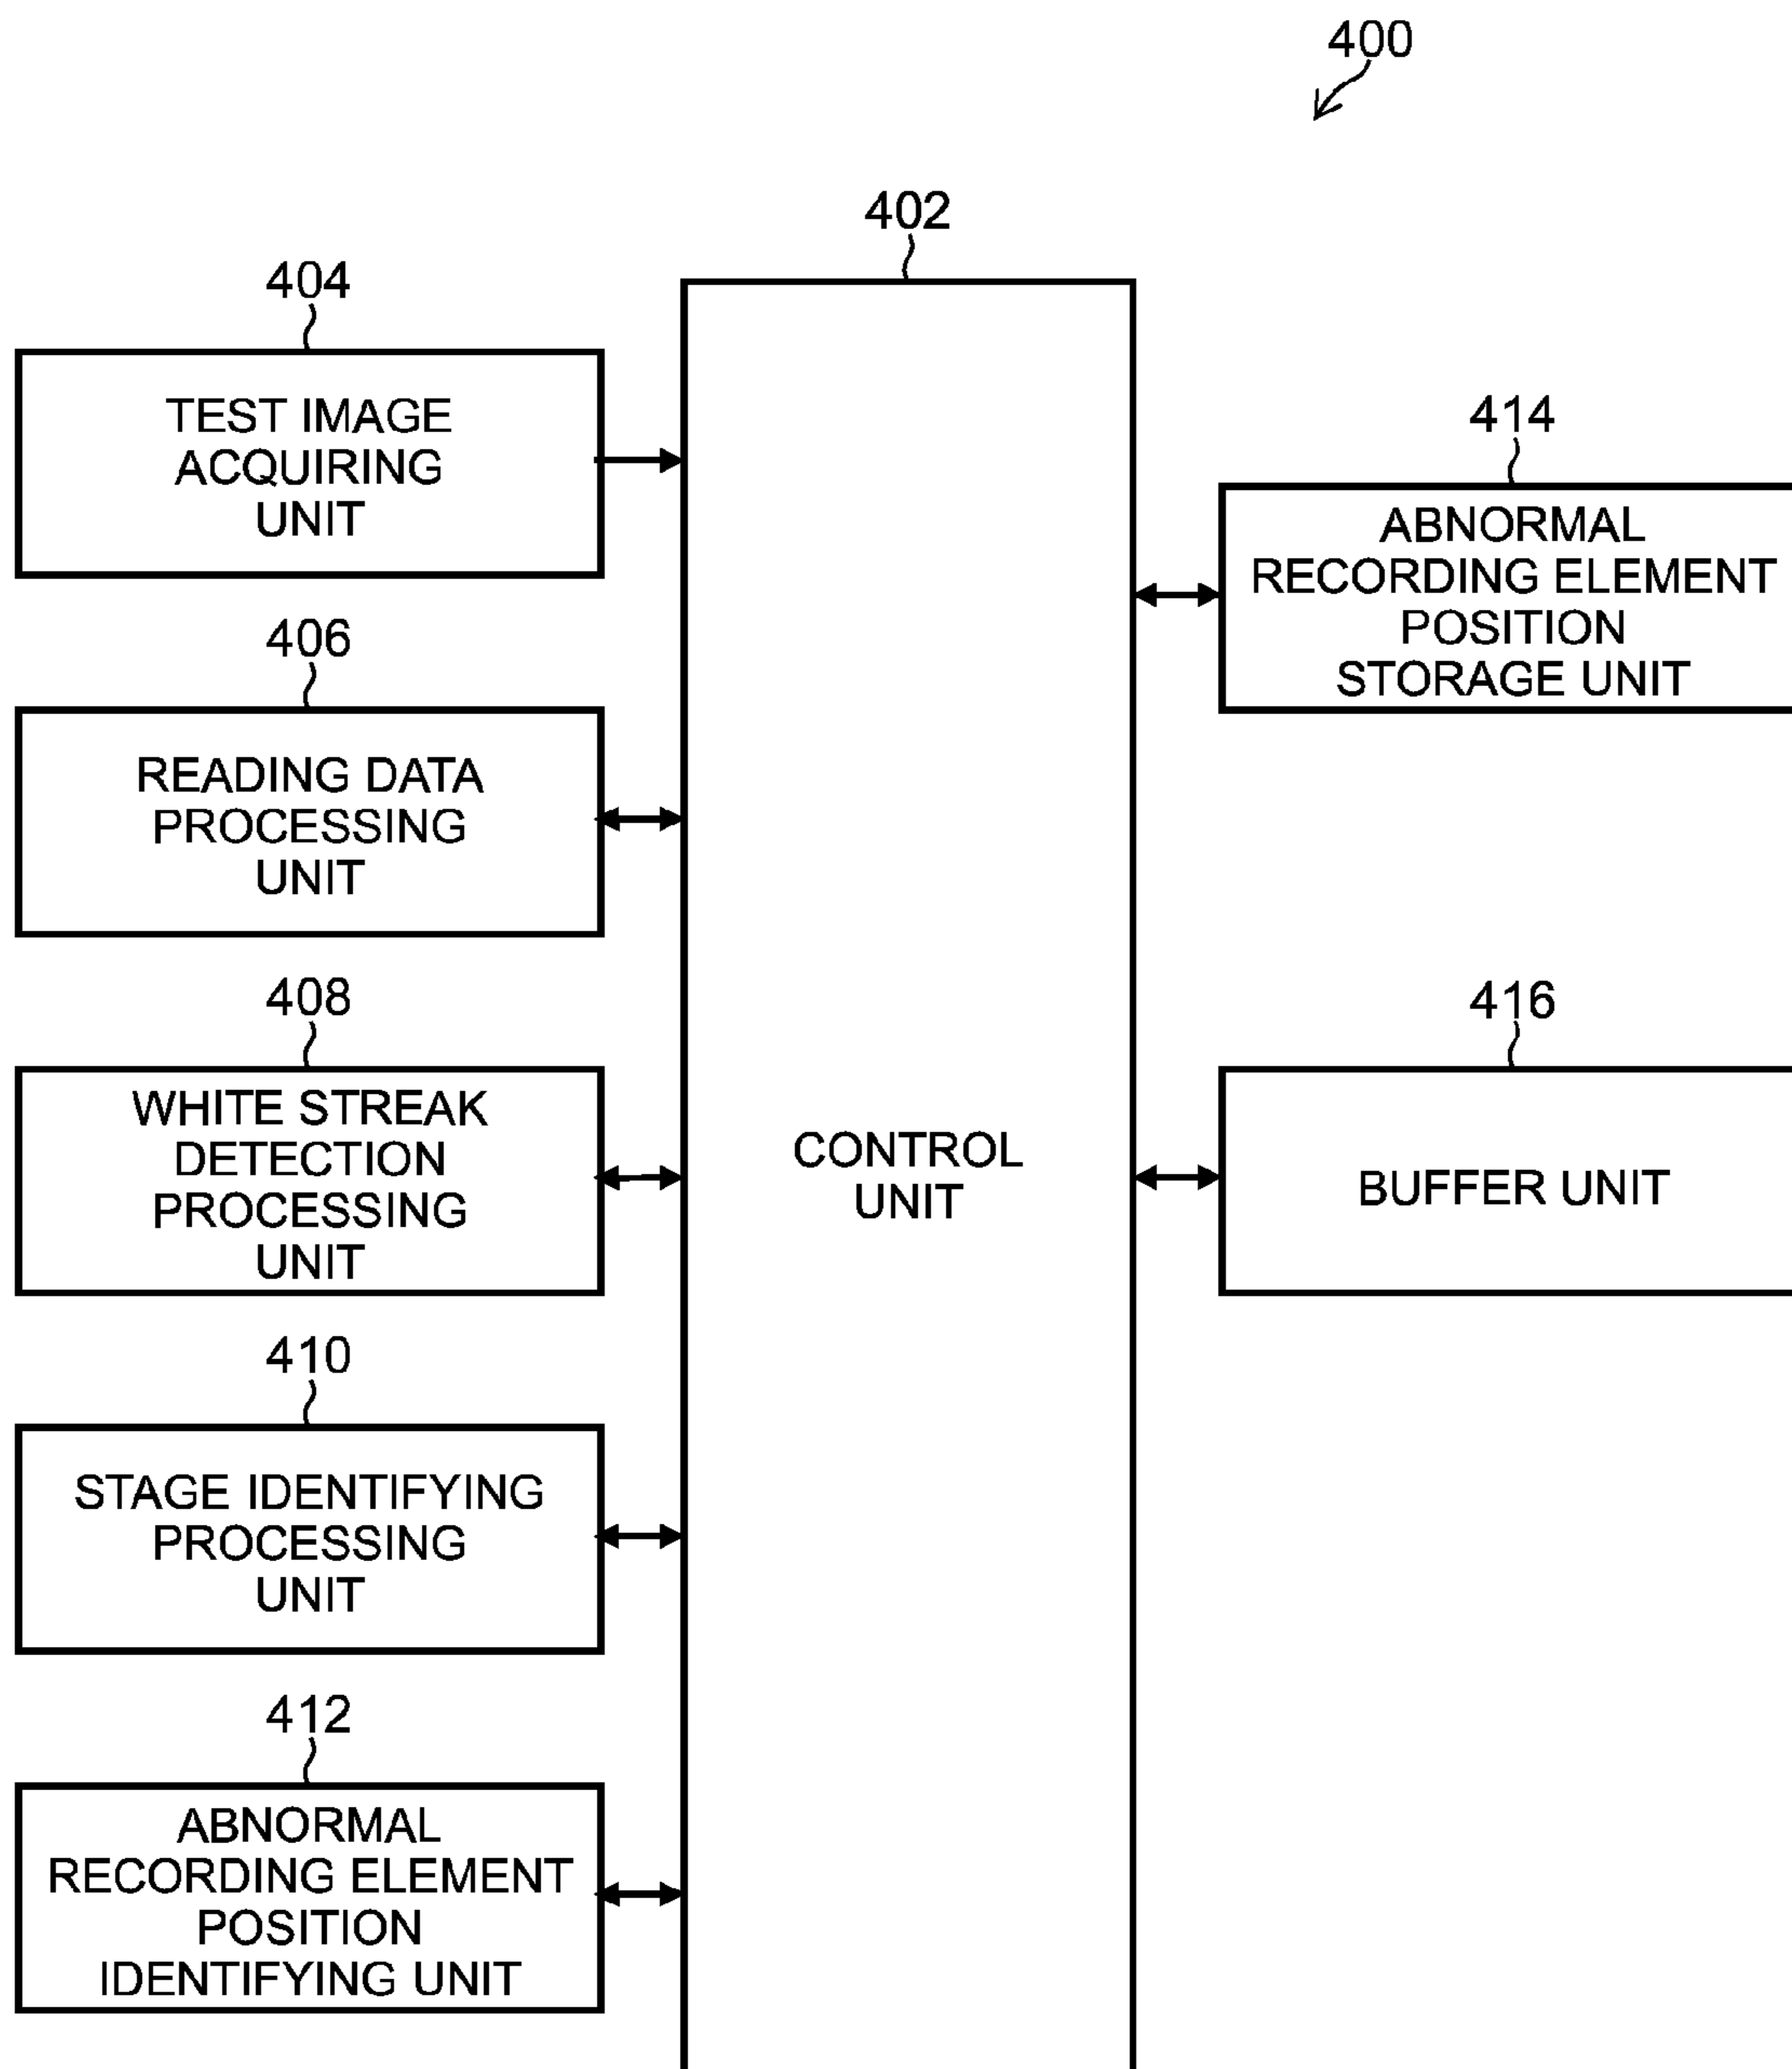 400
402
404
TEST IMAGE
ACQUIRING
UNIT
406
READING DATA
PROCESSING
UNIT
408
WHITE STREAK
DETECTION
PROCESSING
UNIT
410
STAGE IDENTIFYING
PROCESSING
UNIT
412
ABNORMAL
RECORDING ELEMENT
POSITION
IDENTIFYING UNIT
CONTROL
UNIT
414
ABNORMAL
RECORDING ELEMENT
POSITION
STORAGE UNIT
416
BUFFER UNIT